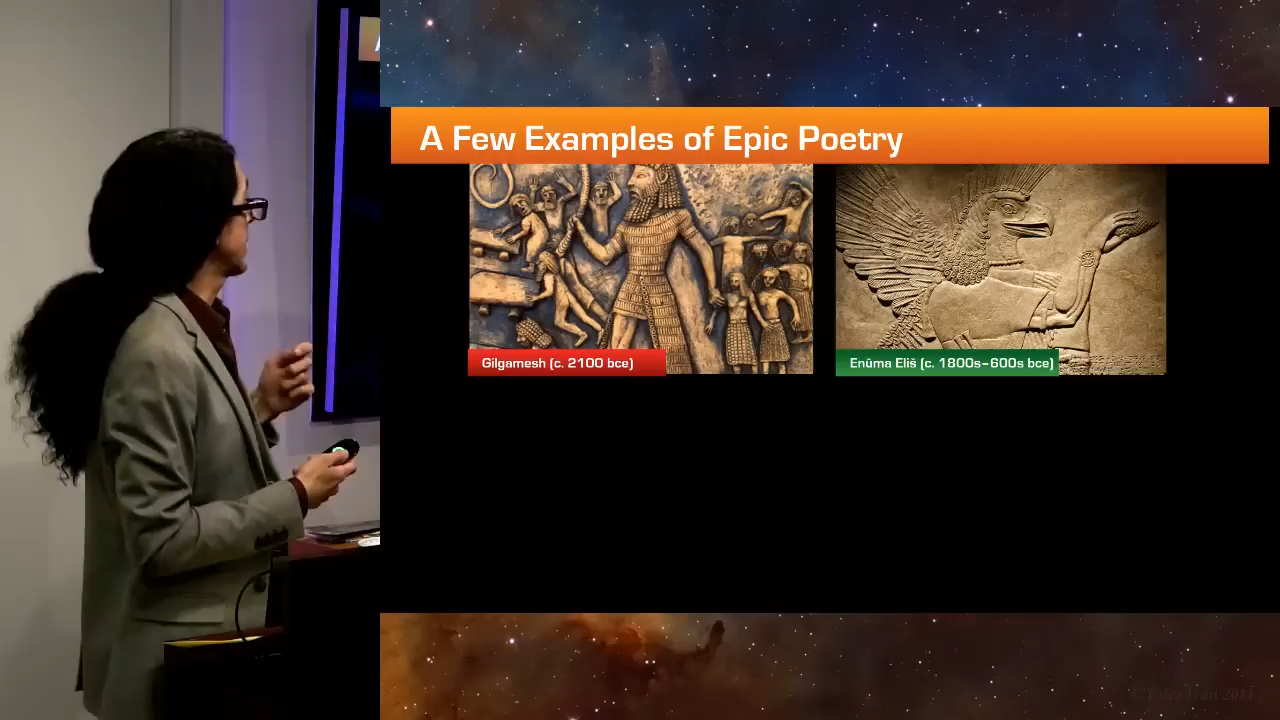 A Few Examples of Epic Poetry
Gilgamesh (c. 2100 bce)
Enūma Eliš (c. 1800s–600s bce)